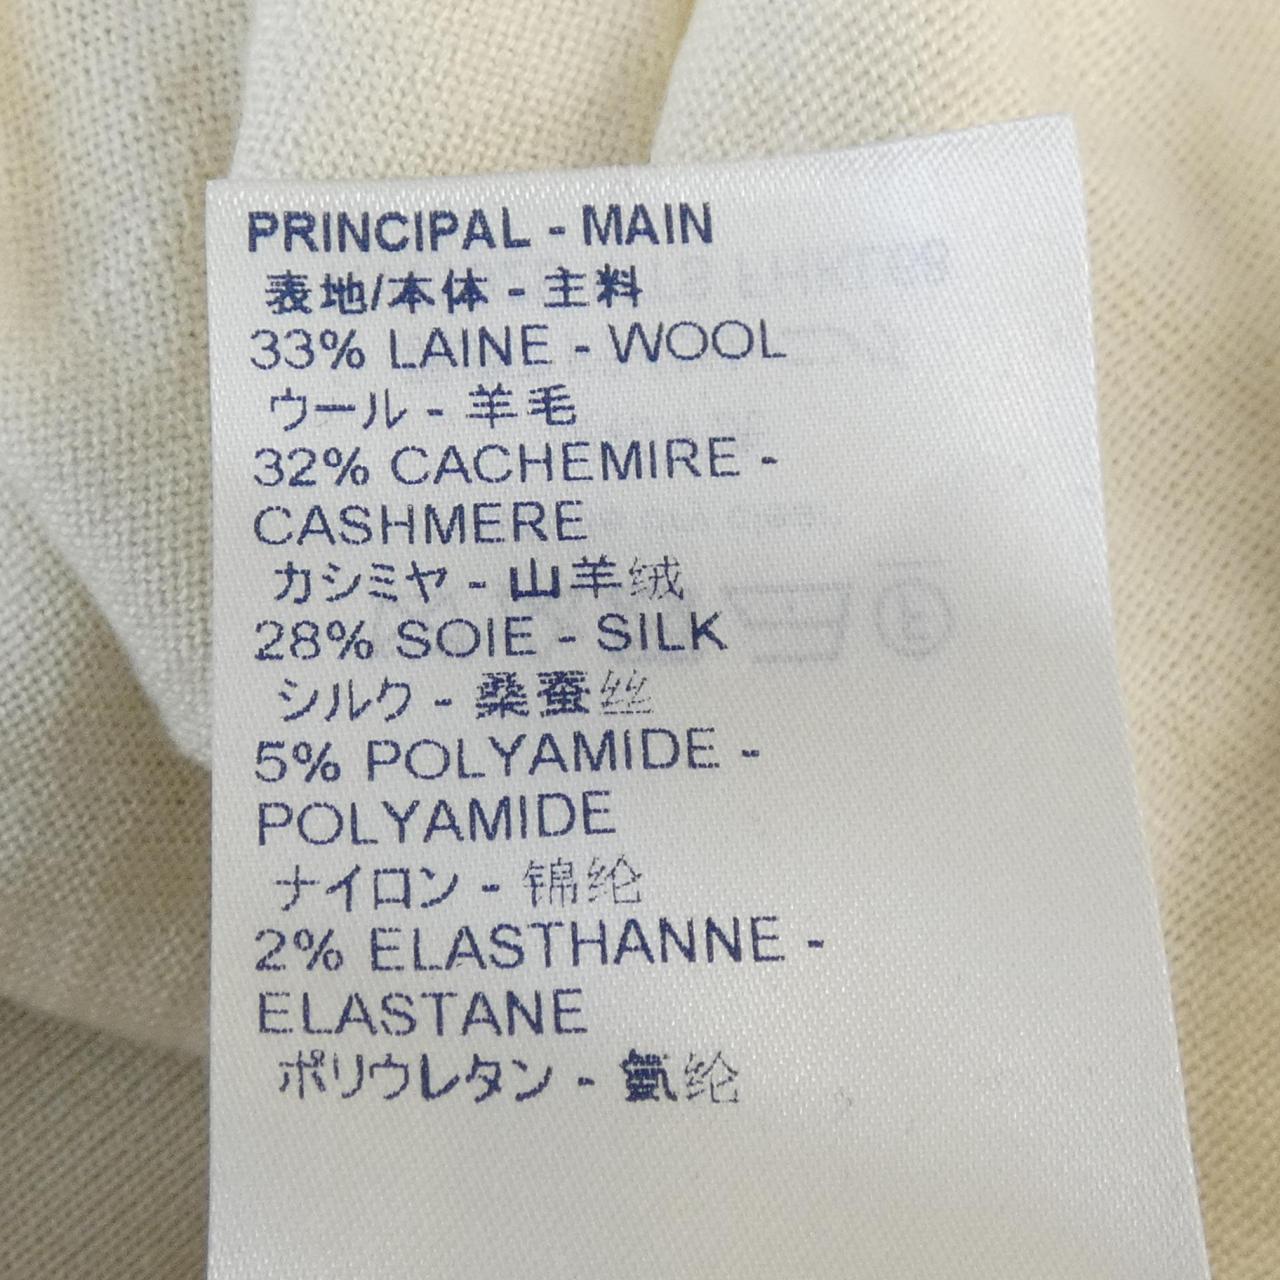 PRINCIPAL - MAIN
表地/本体 - 主料
33% LAINE - WOOL
ウール - 羊毛
32% CACHEMIRE -
CASHMERE
カシミヤ - 山羊绒
28% SOIE - SILK
シルク - 桑蚕丝
5% POLYAMIDE -
POLYAMIDE
ナイロン - 锦纶
2% ELASTHANNE -
ELASTANE
ポリウレタン - 氨纶